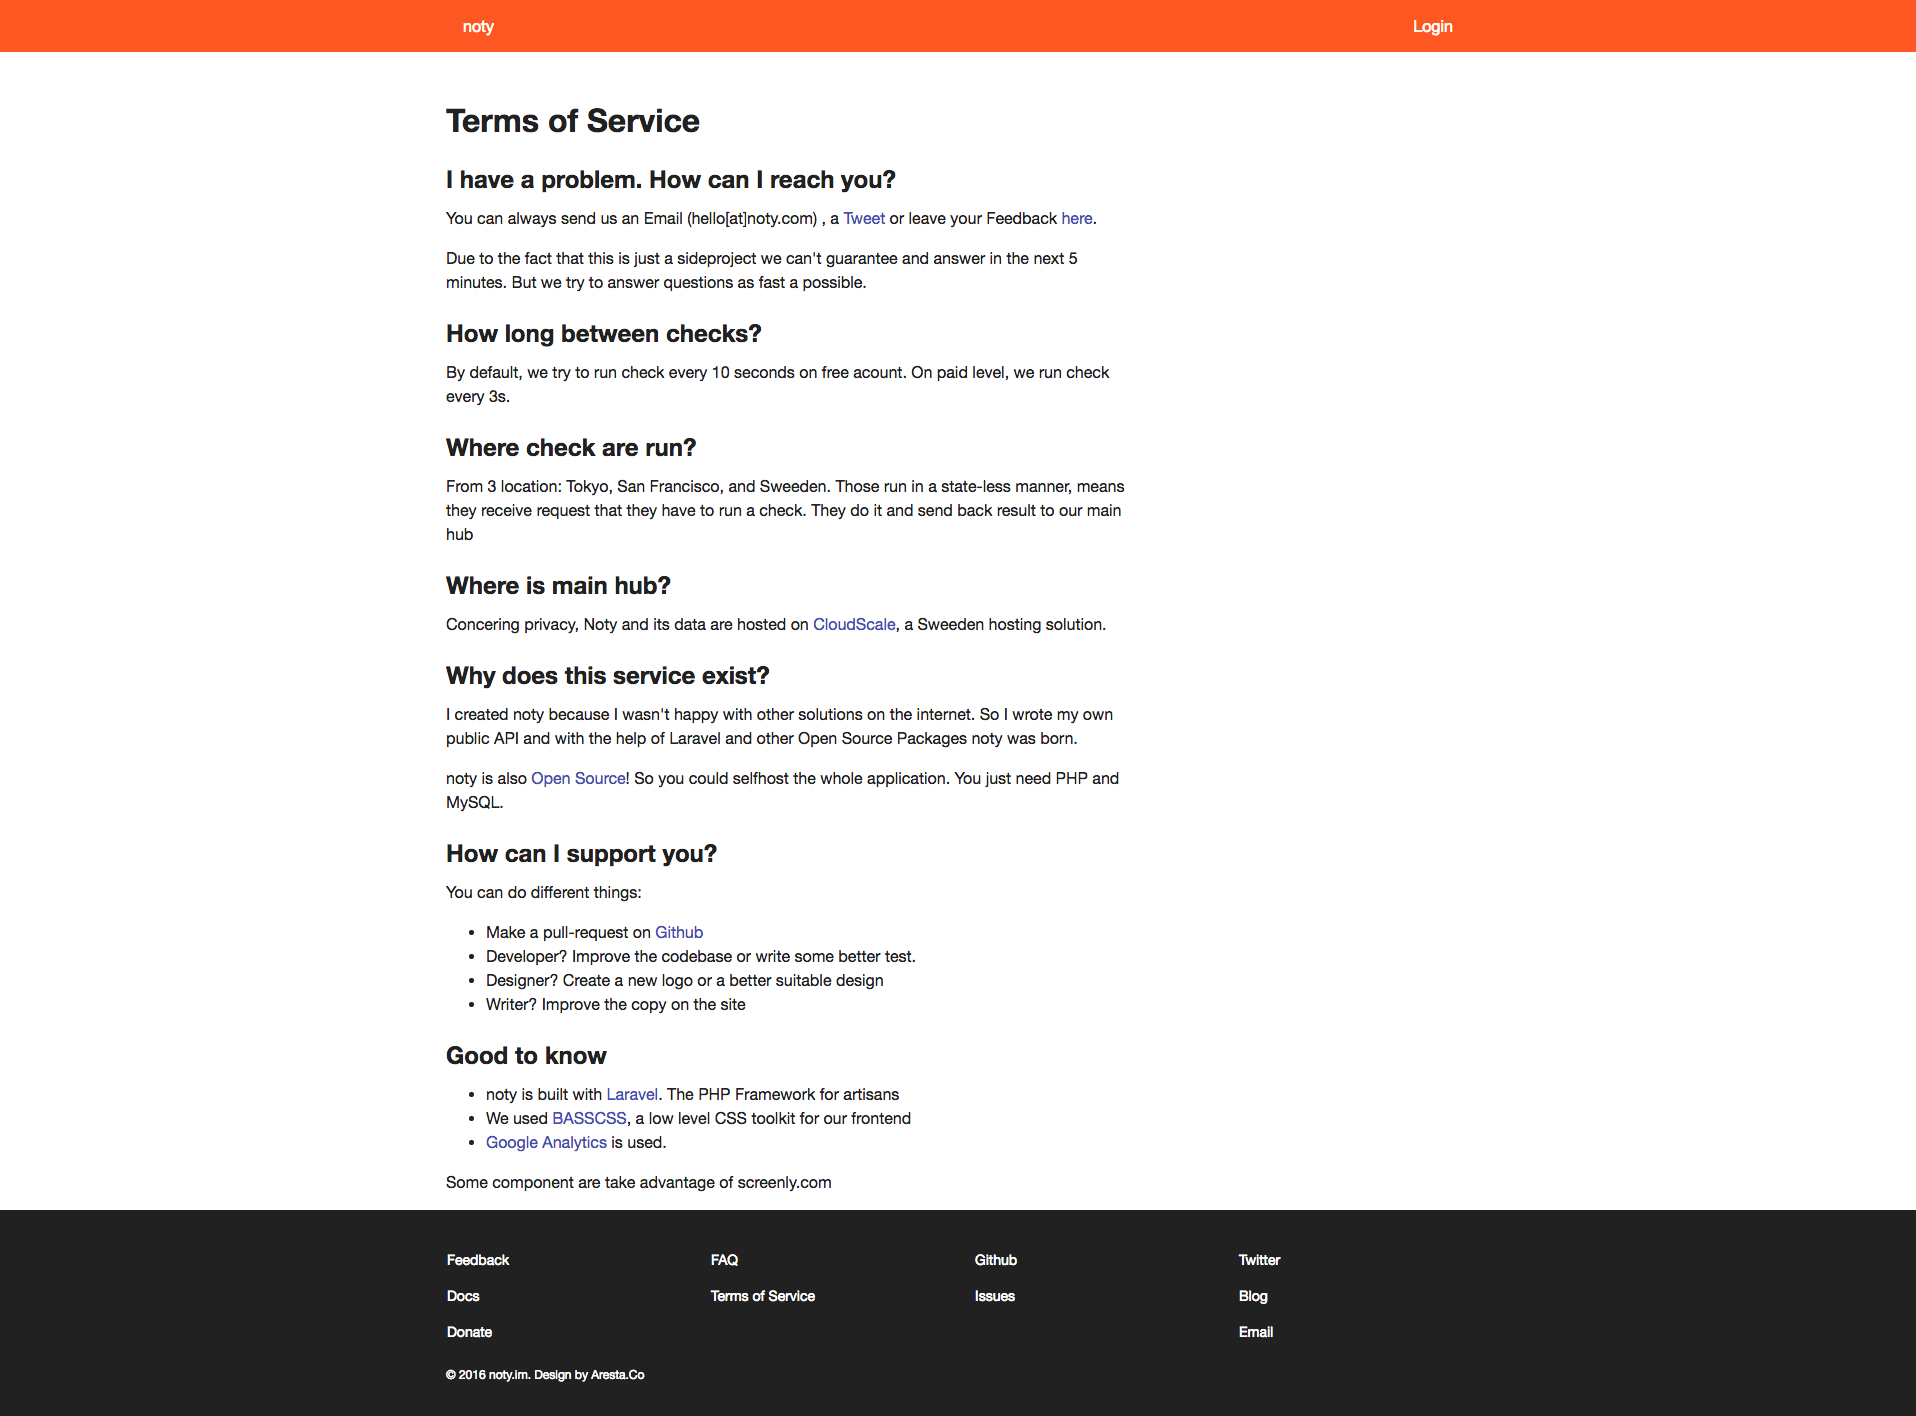 noty
Login
Terms of Service
I have a problem. How can I reach you?
You can always send us an Email (hello[at]noty.com) , a Tweet or leave your Feedback here.
Due to the fact that this is just a sideproject we can't guarantee and answer in the next 5
minutes. But we try to answer questions as fast a possible.
How long between checks?
By default, we try to run check every 10 seconds on free acount. On paid level, we run check
every 3s.
Where check are run?
From 3 location: Tokyo, San Francisco, and Sweeden. Those run in a state-less manner, means
they receive request that they have to run a check. They do it and send back result to our main
hub
Where is main hub?
Concering privacy, Noty and its data are hosted on CloudScale, a Sweeden hosting solution.
Why does this service exist?
I created noty because I wasn't happy with other solutions on the internet. So I wrote my own
public API and with the help of Laravel and other Open Source Packages noty was born.
noty is also Open Source! So you could selfhost the whole application. You just need PHP and
MySQL.
How can I support you?
You can do different things:
• Make a pull-request on Github
• Developer? Improve the codebase or write some better test.
• Designer? Create a new logo or a better suitable design
• Writer? Improve the copy on the site
Good to know
• noty is built with Laravel. The PHP Framework for artisans
• We used BASSCSS, a low level CSS toolkit for our frontend
• Google Analytics is used.
Some component are take advantage of screenly.com
Feedback
FAQ
Github
Twitter
Docs
Terms of Service
Issues
Blog
Donate
Email
© 2016 noty.im. Design by Aresta.Co